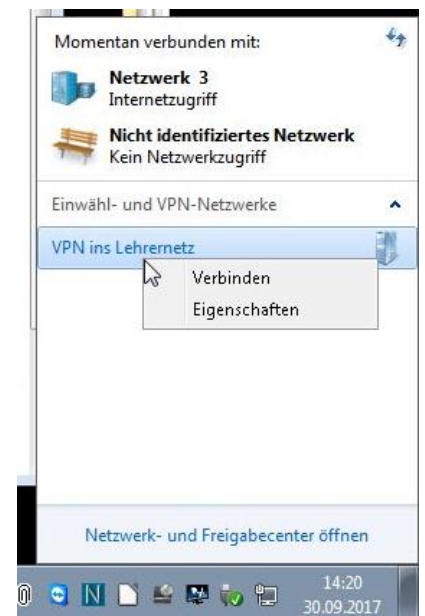 Momentan verbunden mit:
Netzwerk 3
Internetzugriff
Nicht identifiziertes Netzwerk
Kein Netzwerkzugriff
Einwähl- und VPN-Netzwerke
VPN ins Lehrernetz
Verbinden
Eigenschaften
Netzwerk- und Freigabecenter öffnen
N
14:20
30.09.2017